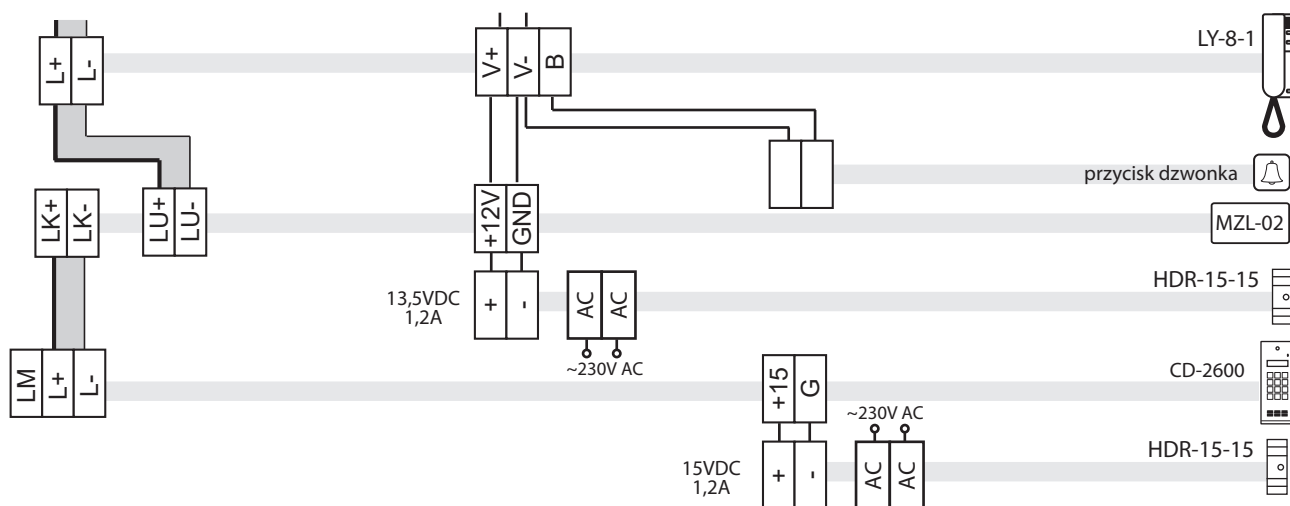 L+ L- V+ V- B LY-8-1
przycisk dzwonka
LK+ LK- LU+ LU- +12V GND MZL-02
13,5VDC + - AC AC HDR-15-15
1,2A
~230V AC
LM L+ L- +15 G CD-2600
~230V AC
15VDC + - AC AC HDR-15-15
1,2A